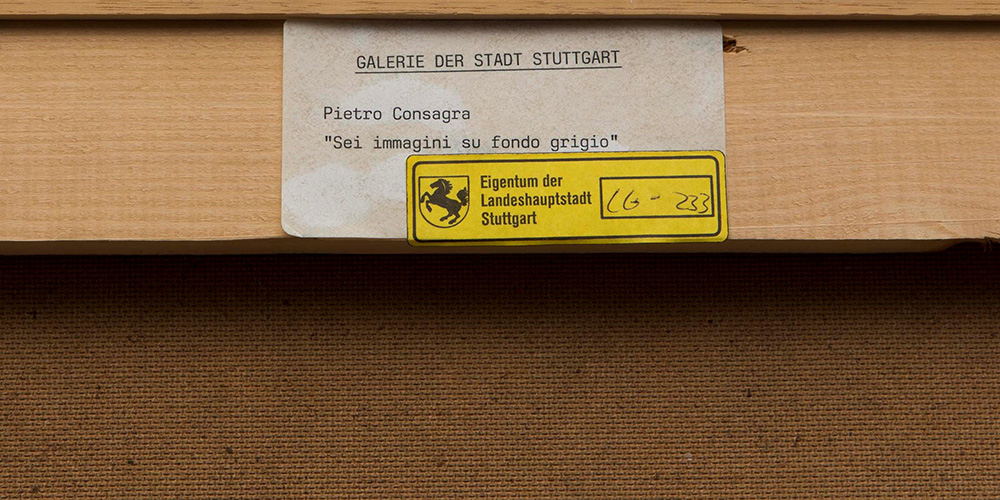 GALERIE DER STADT STUTTGART
Pietro Consagra
"Sei immagini su fondo grigio"
Eigentum der
Landeshauptstadt
Stuttgart
LG - 233